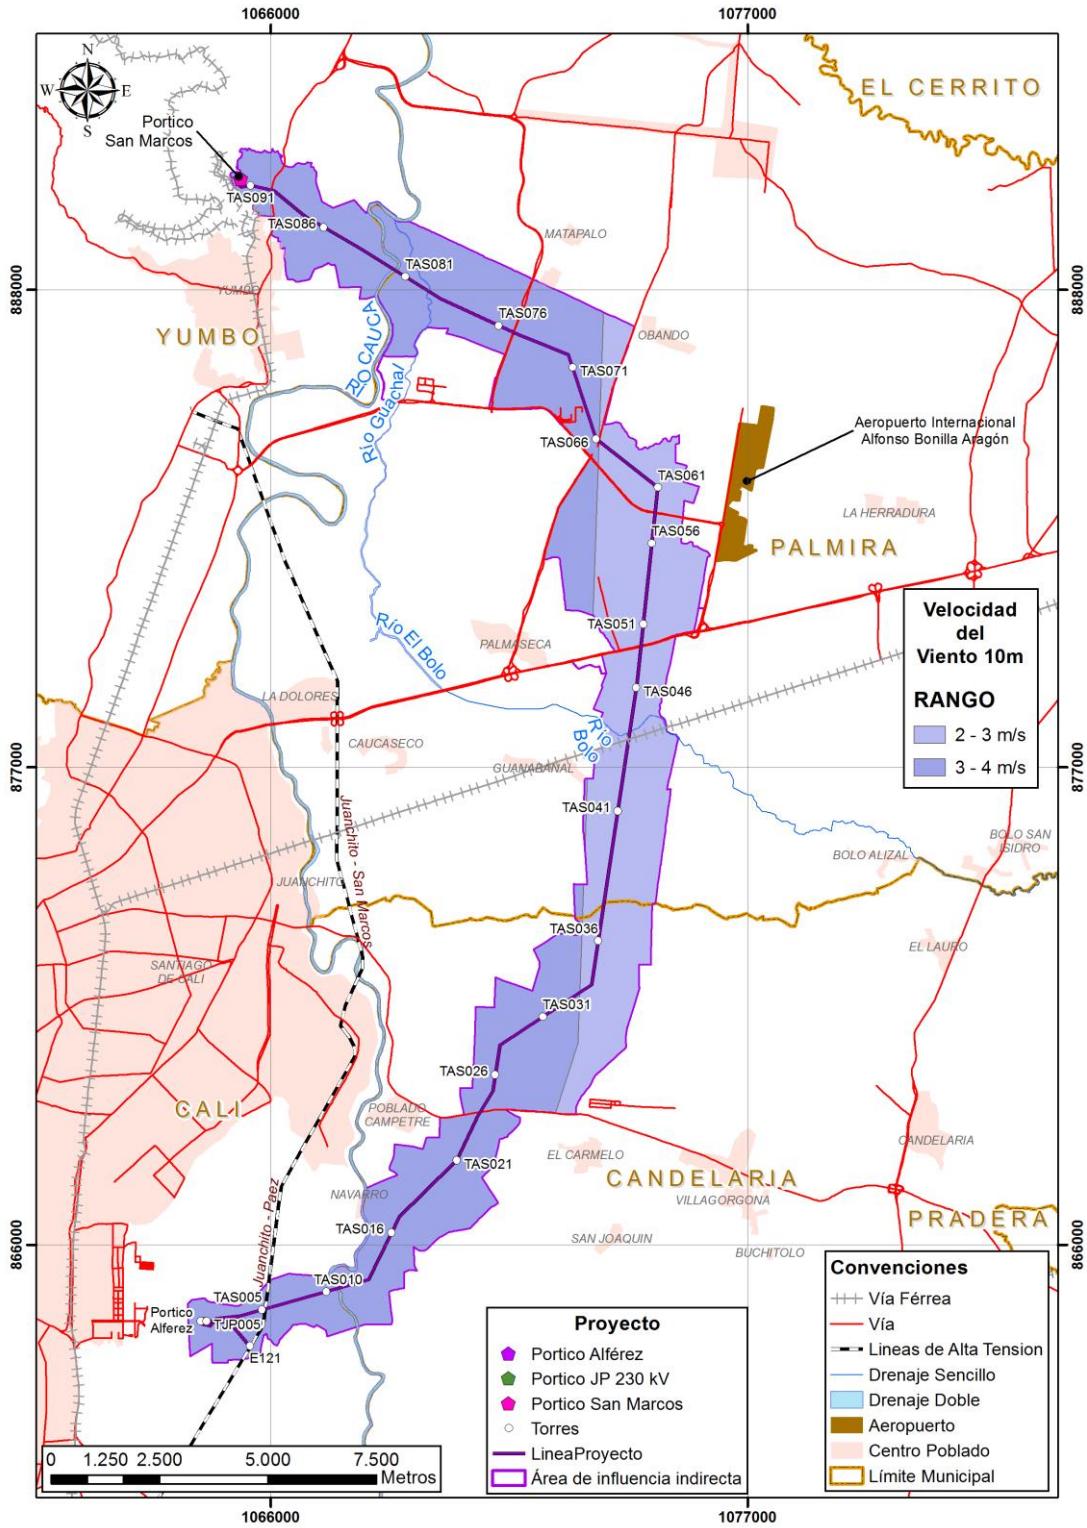 1066000
1077000
N
W
E
S
EL CERRITO
Portico
San Marcos
TAS091
TAS086
MATAPALO
TAS081
888000
888000
YUMBO
TAS076
YUMBO
OBANDO
RÍO CAUCA
TAS071
Río Guachal
TAS066
Aeropuerto Internacional
Alfonso Bonilla Aragón
TAS061
LA HERRADURA
TAS056
PALMIRA
Velocidad
del
Viento 10m
RANGO
2 - 3 m/s
3 - 4 m/s
TAS051
Río El Bolo
PALMASECA
TAS046
LA DOLORES
Río
Bolo
CAUCASECO
877000
877000
GUANABANAL
TAS041
Juanchito - San Marcos
BOLO SAN
ISIDRO
BOLO ALIZAL
JUANCHITO
TAS036
EL LAURO
SANTIAGO
DE CALI
TAS031
TAS026
CALI
POBLADO
CAMPETRE
CANDELARIA
EL CARMELO
TAS021
CANDELARIA
VILLAGORGONA
NAVARRO
Juanchito - Paez
PRADERA
TAS016
SAN JOAQUIN
BUCHITOLO
866000
866000
TAS010
TAS005
Portico
Alferez
TJP005
E121
Proyecto
Portico Alférez
Portico JP 230 kV
Portico San Marcos
Torres
LineaProyecto
Área de influencia indirecta
Convenciones
Vía Férrea
Vía
Lineas de Alta Tension
Drenaje Sencillo
Drenaje Doble
Aeropuerto
Centro Poblado
Límite Municipal
0 1.250 2.500 5.000 7.500
Metros
1066000
1077000